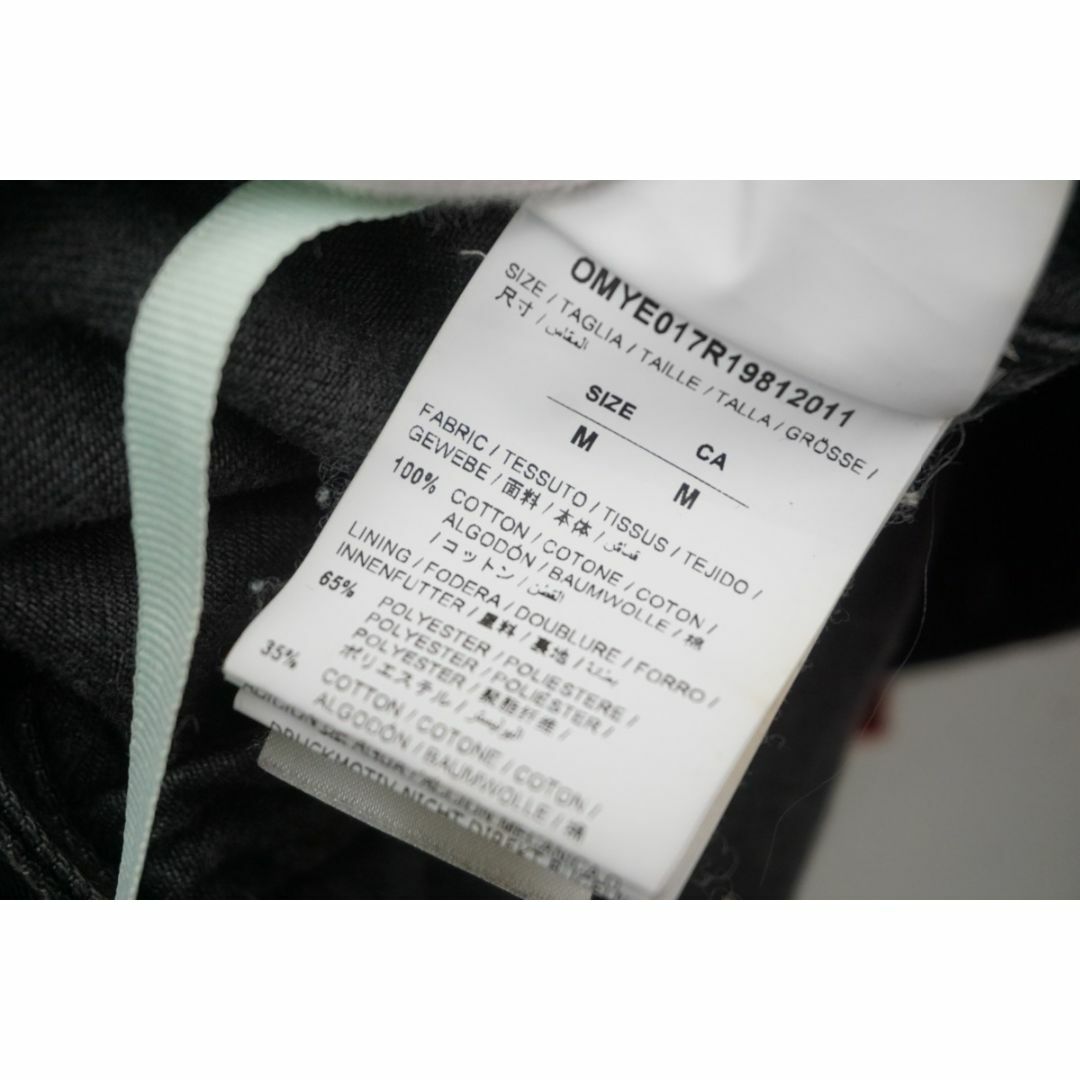 OMYE017R19812011
SIZE / TAGLIA / TAILLE / TALLA / GRÖSSE /
尺寸 / المقاس
SIZE CA
M M
FABRIC / TESSUTO / TISSUS / TEJIDO /
GEWEBE / 面料 / 本体 / قماش
100% COTTON / COTONE / COTON /
ALGODÓN / BAUMWOLLE / 棉
/ コットン / القطن
LINING / FODERA / DOUBLURE / FORRO /
INNENFUTTER / 里料 / 裏地 / بطانة
65% POLYESTER / POLIESTERE /
POLYESTER / POLIÉSTER /
POLYESTER / 聚酯纤维 /
ポリエステル / البوليستر
35% COTTON / COTONE / COTON /
ALGODÓN / BAUMWOLLE / 棉
DRUCKMOTIV NICHT DIREKT